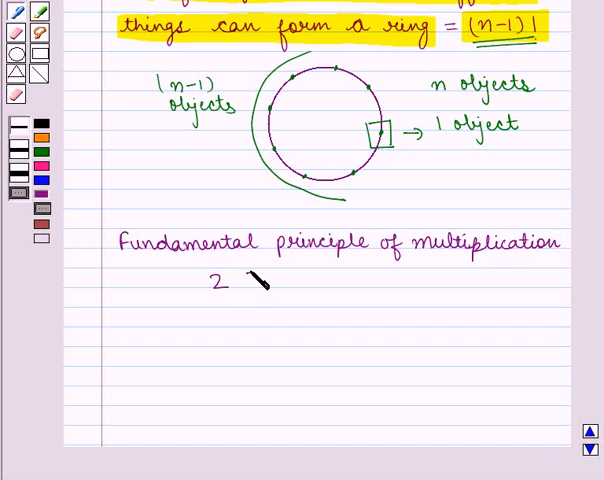 things can form a ring = (n-1)!
(n-1)
objects
n objects
→ 1 object
Fundamental principle of multiplication
2